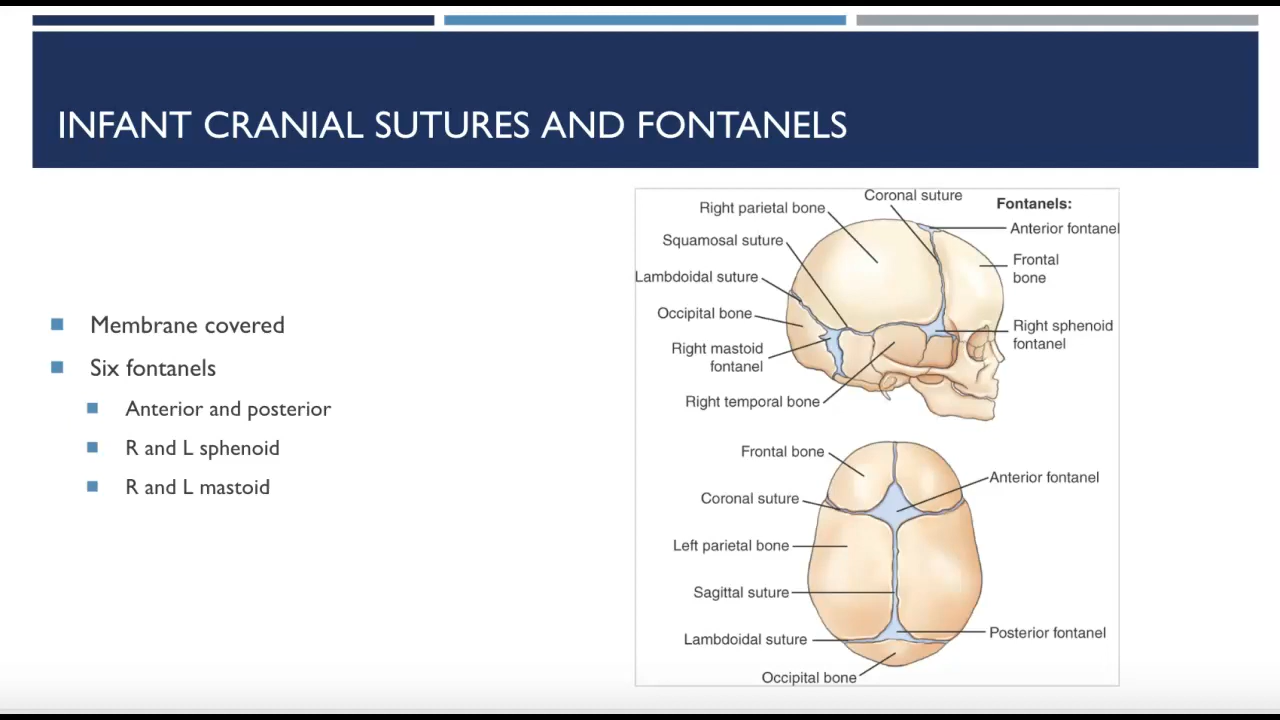 INFANT CRANIAL SUTURES AND FONTANELS
Membrane covered
Six fontanels
Anterior and posterior
R and L sphenoid
R and L mastoid
Coronal suture
Fontanels:
Right parietal bone
Anterior fontanel
Squamosal suture
Frontal
bone
Lambdoidal suture
Occipital bone
Right sphenoid
fontanel
Right mastoid
fontanel
Right temporal bone
Frontal bone
Anterior fontanel
Coronal suture
Left parietal bone
Sagittal suture
Posterior fontanel
Lambdoidal suture
Occipital bone